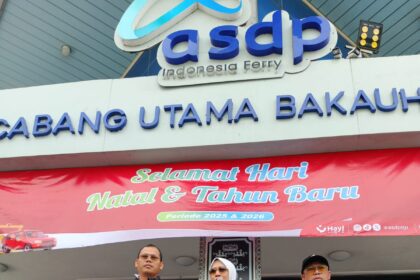 asdp
Indonesia Ferry
CABANG UTAMA BAKAUH
Selamat Hari
Natal & Tahun Baru
Periode 2025 & 2026